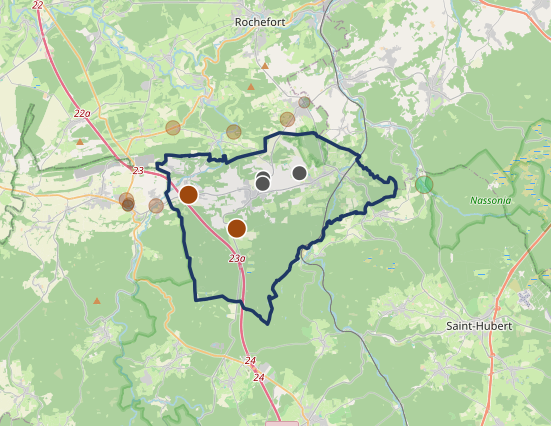 22
Rochefort
22a
23
Nassonia
23a
Saint-Hubert
24
24